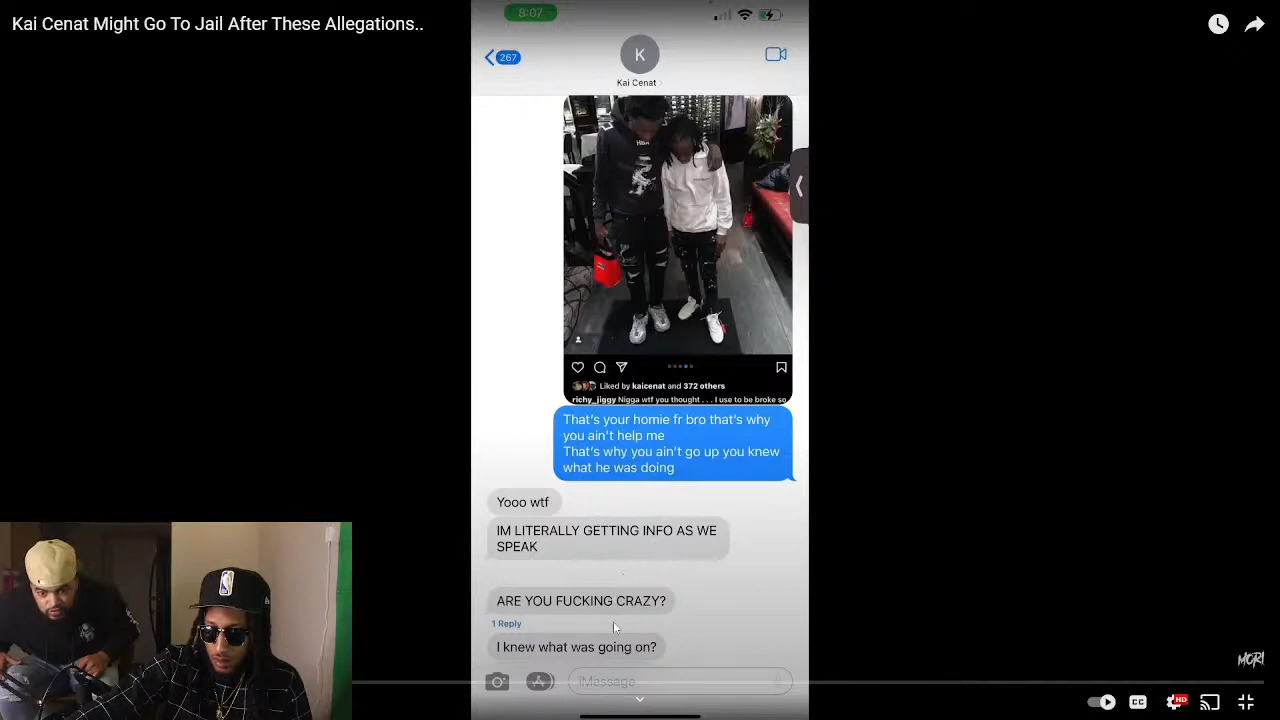 Kai Cenat Might Go To Jail After These Allegations..
8:07
267
K
Kai Cenat
Liked by kaicenat and 372 others
richy_jiggy Nigga wtf you thought . . . I use to be broke so
That's your homie fr bro that's why
you ain't help me
That's why you ain't go up you knew
what he was doing
Yooo wtf
IM LITERALLY GETTING INFO AS WE
SPEAK
ARE YOU FUCKING CRAZY?
1 Reply
I knew what was going on?
iMessage
MORI
CC
HD